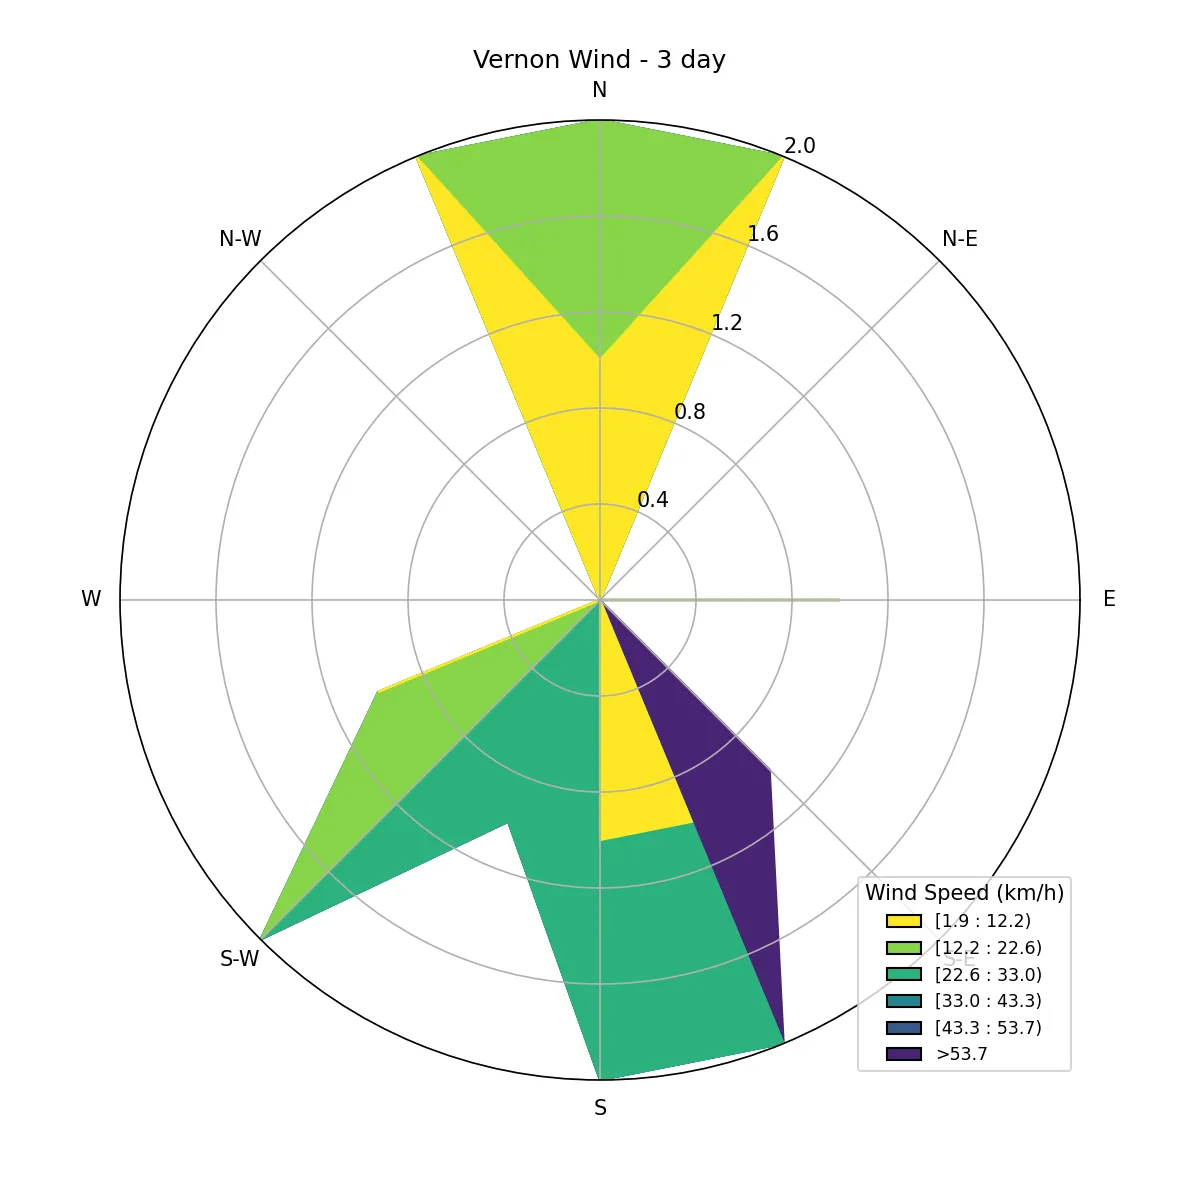 Vernon Wind - 3 day
N
2.0
N-W
1.6
N-E
1.2
0.8
0.4
W
E
Wind Speed (km/h)
[1.9 : 12.2)
[12.2 : 22.6)
S-W
S-E
[22.6 : 33.0)
[33.0 : 43.3)
[43.3 : 53.7)
>53.7
S